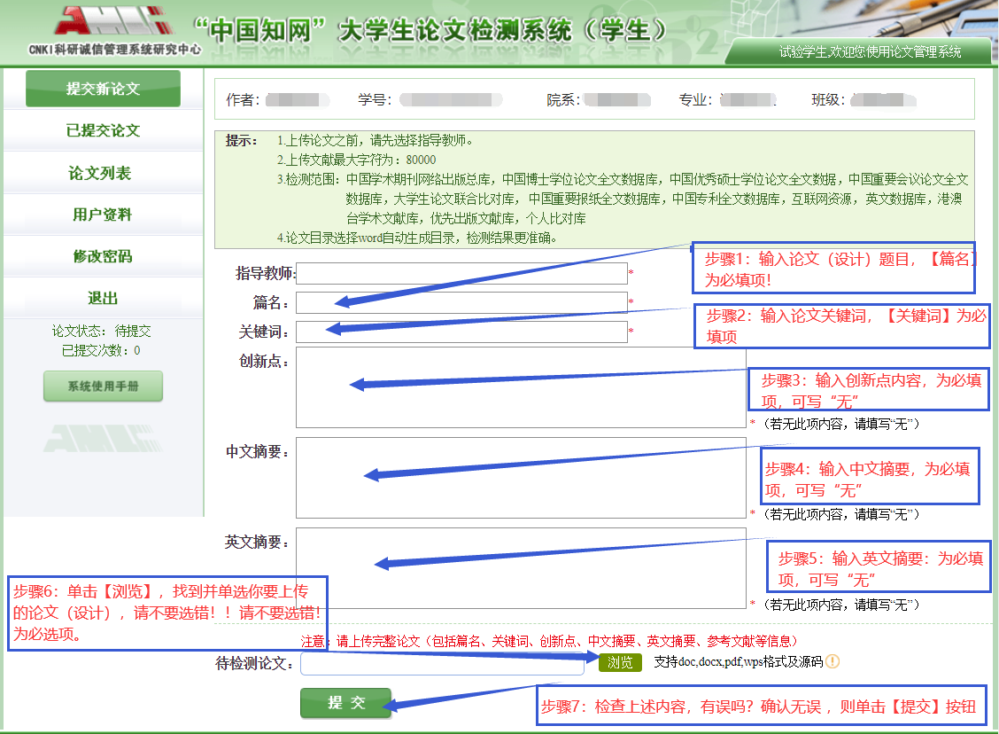 CNKI科研诚信管理系统研究中心
“中国知网”大学生论文检测系统（学生）
试验学生,欢迎您使用论文管理系统
提交新论文
已提交论文
论文列表
用户资料
修改密码
退出
论文状态：待提交
已提交次数：0
系统使用手册
作者： 学号： 院系： 专业： 班级：
提示： 1.上传论文之前，请先选择指导教师。
2.上传文献最大字符为：80000
3.检测范围：中国学术期刊网络出版总库，中国博士学位论文全文数据库，中国优秀硕士学位论文全文数据，中国重要会议论文全文
数据库，大学生论文联合比对库， 中国重要报纸全文数据库，中国专利全文数据库，互联网资源，英文数据库，港澳
台学术文献库，优先出版文献库，个人比对库
4.论文目录选择word自动生成目录，检测结果更准确。
指导教师: *
步骤1：输入论文（设计）题目，【篇名】
为必填项！
篇名： *
步骤2：输入论文关键词，【关键词】为必
填项
关键词： *
创新点：
步骤3：输入创新点内容，为必填
项，可写“无”
*（若无此项内容，请填写“无”）
中文摘要：
步骤4：输入中文摘要，为必填
项，可写“无”
*（若无此项内容，请填写“无”）
英文摘要：
步骤5：输入英文摘要：为必填
项，可写“无”
*（若无此项内容，请填写“无”）
步骤6：单击【浏览】，找到并单选你要上传
的论文（设计），请不要选错！！请不要选错！
为必选项。
注意：请上传完整论文（包括篇名、关键词、创新点、中文摘要、英文摘要、参考文献等信息）
待检测论文： 浏览 支持doc,docx,pdf,wps格式及源码
提 交
步骤7：检查上述内容，有误吗？确认无误 ，则单击【提交】按钮